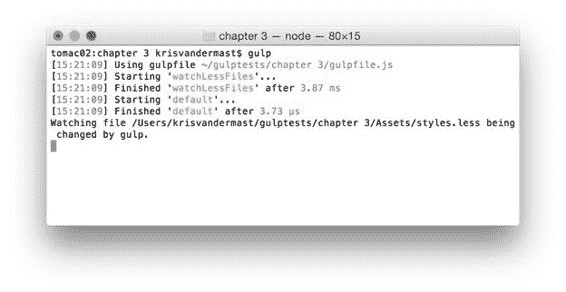 chapter 3 — node — 80×15
tomac02:chapter 3 krisvandermast$ gulp
[15:21:09] Using gulpfile ~/gulptests/chapter 3/gulpfile.js
[15:21:09] Starting 'watchLessFiles'...
[15:21:09] Finished 'watchLessFiles' after 3.87 ms
[15:21:09] Starting 'default'...
[15:21:09] Finished 'default' after 3.73 μs
Watching file /Users/krisvandermast/gulptests/chapter 3/Assets/styles.less being
changed by gulp.